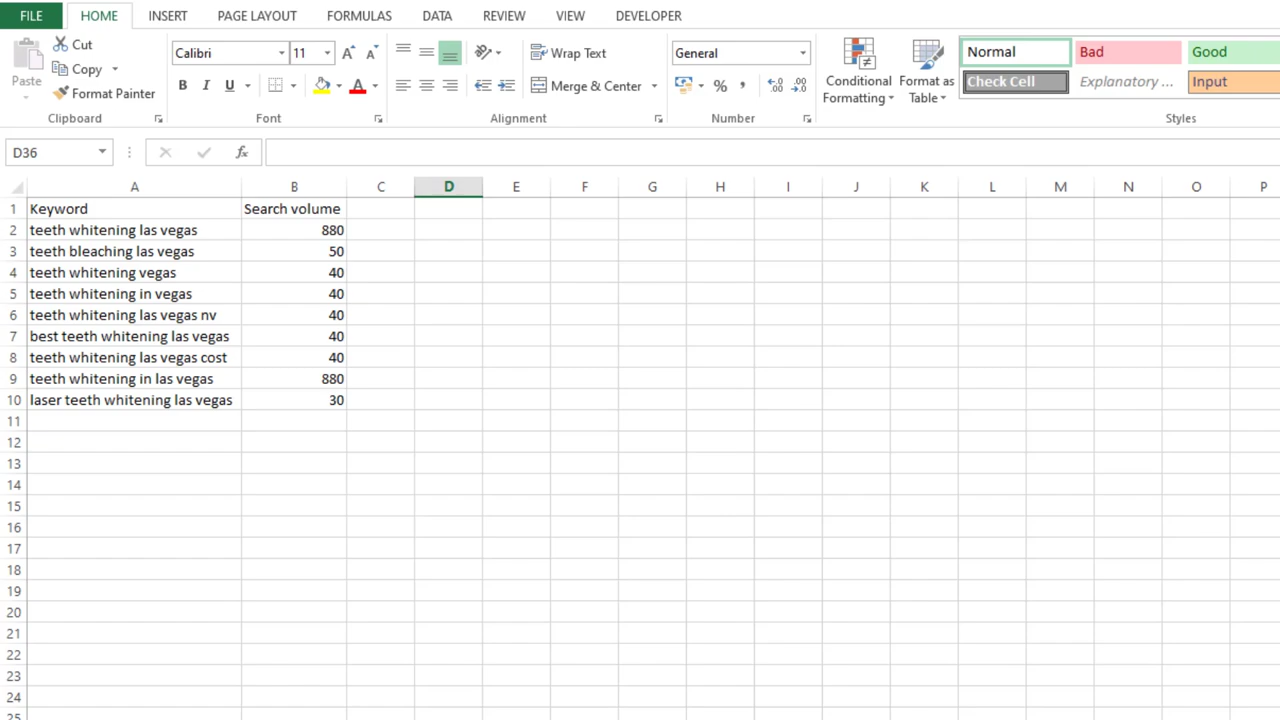 FILE HOME INSERT PAGE LAYOUT FORMULAS DATA REVIEW VIEW DEVELOPER
Paste
Cut
Copy
Format Painter
Clipboard
Calibri 11
B I U A
Font
Wrap Text
Merge & Center
Alignment
General
% ,
Number
Conditional Formatting
Format as Table
Normal Bad Good
Check Cell Explanatory ... Input
Styles
D36 fx
A B C D E F G H I J K L M N O P
1 Keyword Search volume
2 teeth whitening las vegas 880
3 teeth bleaching las vegas 50
4 teeth whitening vegas 40
5 teeth whitening in vegas 40
6 teeth whitening las vegas nv 40
7 best teeth whitening las vegas 40
8 teeth whitening las vegas cost 40
9 teeth whitening in las vegas 880
10 laser teeth whitening las vegas 30
11
12
13
14
15
16
17
18
19
20
21
22
23
24
25